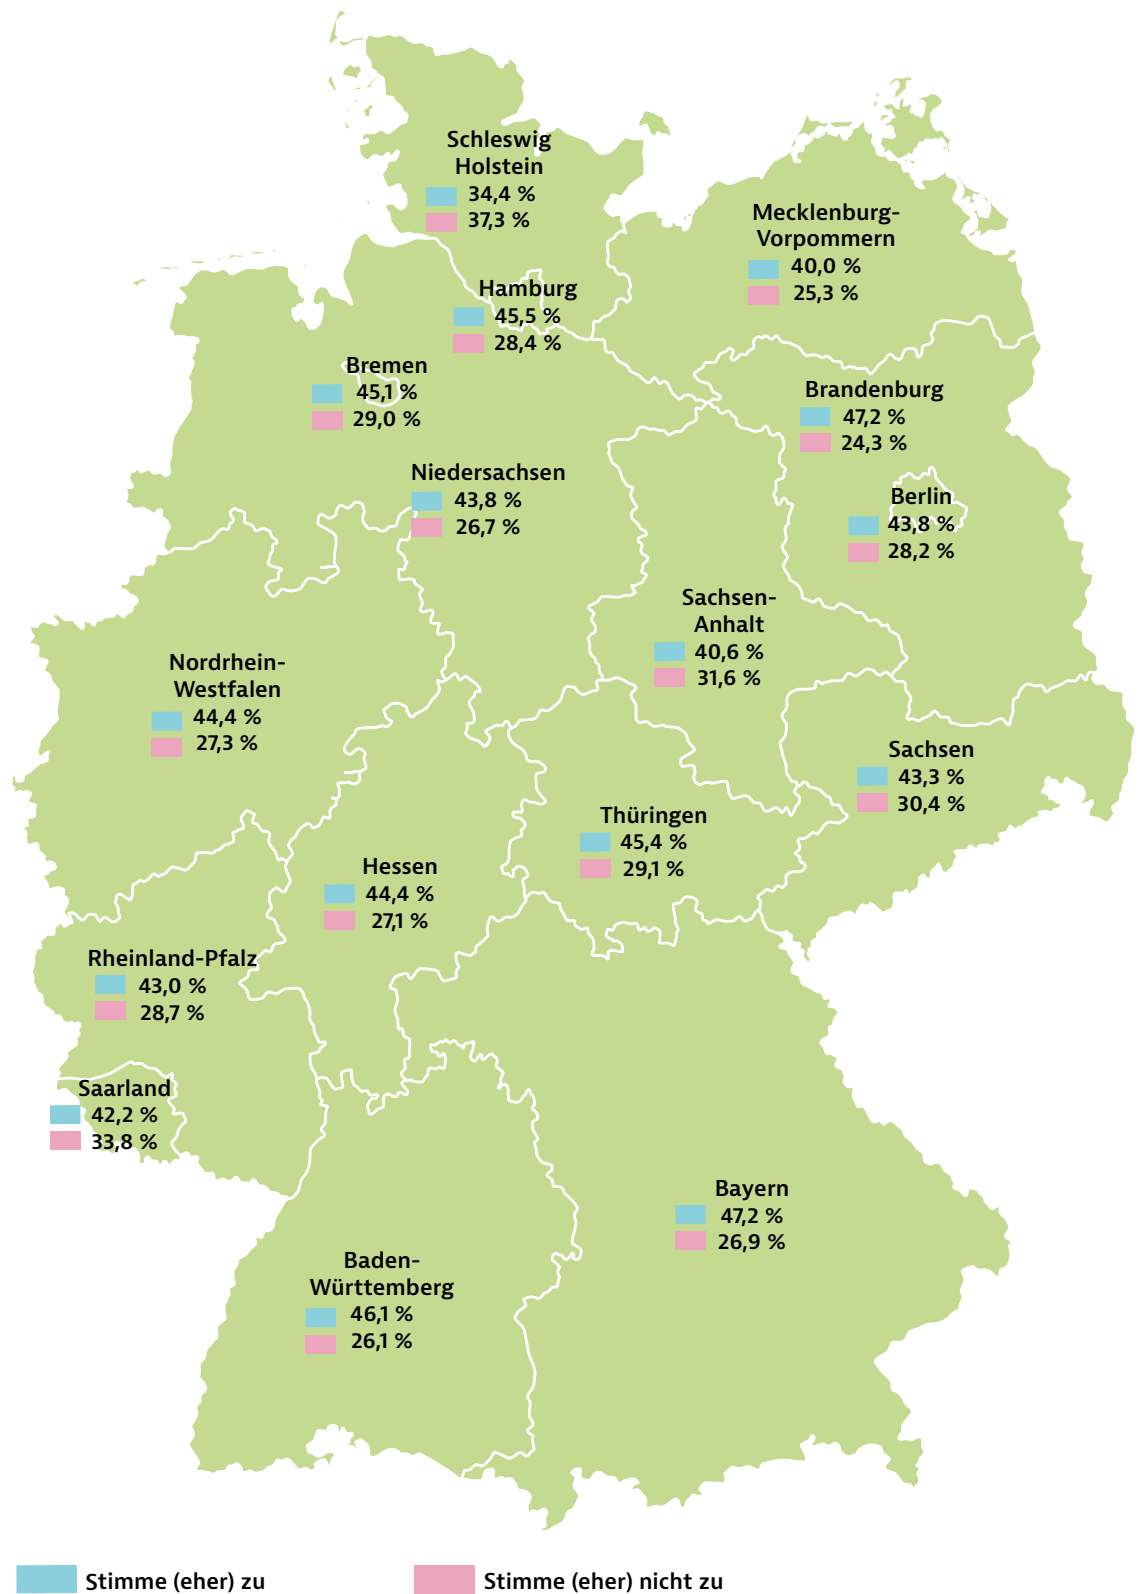 Schleswig
Holstein
34,4 %
37,3 %
Mecklenburg-
Vorpommern
40,0 %
25,3 %
Hamburg
45,5 %
28,4 %
Bremen
45,1 %
29,0 %
Brandenburg
47,2 %
24,3 %
Niedersachsen
43,8 %
26,7 %
Berlin
43,8 %
28,2 %
Sachsen-
Anhalt
40,6 %
31,6 %
Nordrhein-
Westfalen
44,4 %
27,3 %
Sachsen
43,3 %
30,4 %
Thüringen
45,4 %
29,1 %
Hessen
44,4 %
27,1 %
Rheinland-Pfalz
43,0 %
28,7 %
Saarland
42,2 %
33,8 %
Bayern
47,2 %
26,9 %
Baden-
Württemberg
46,1 %
26,1 %
Stimme (eher) zu
Stimme (eher) nicht zu